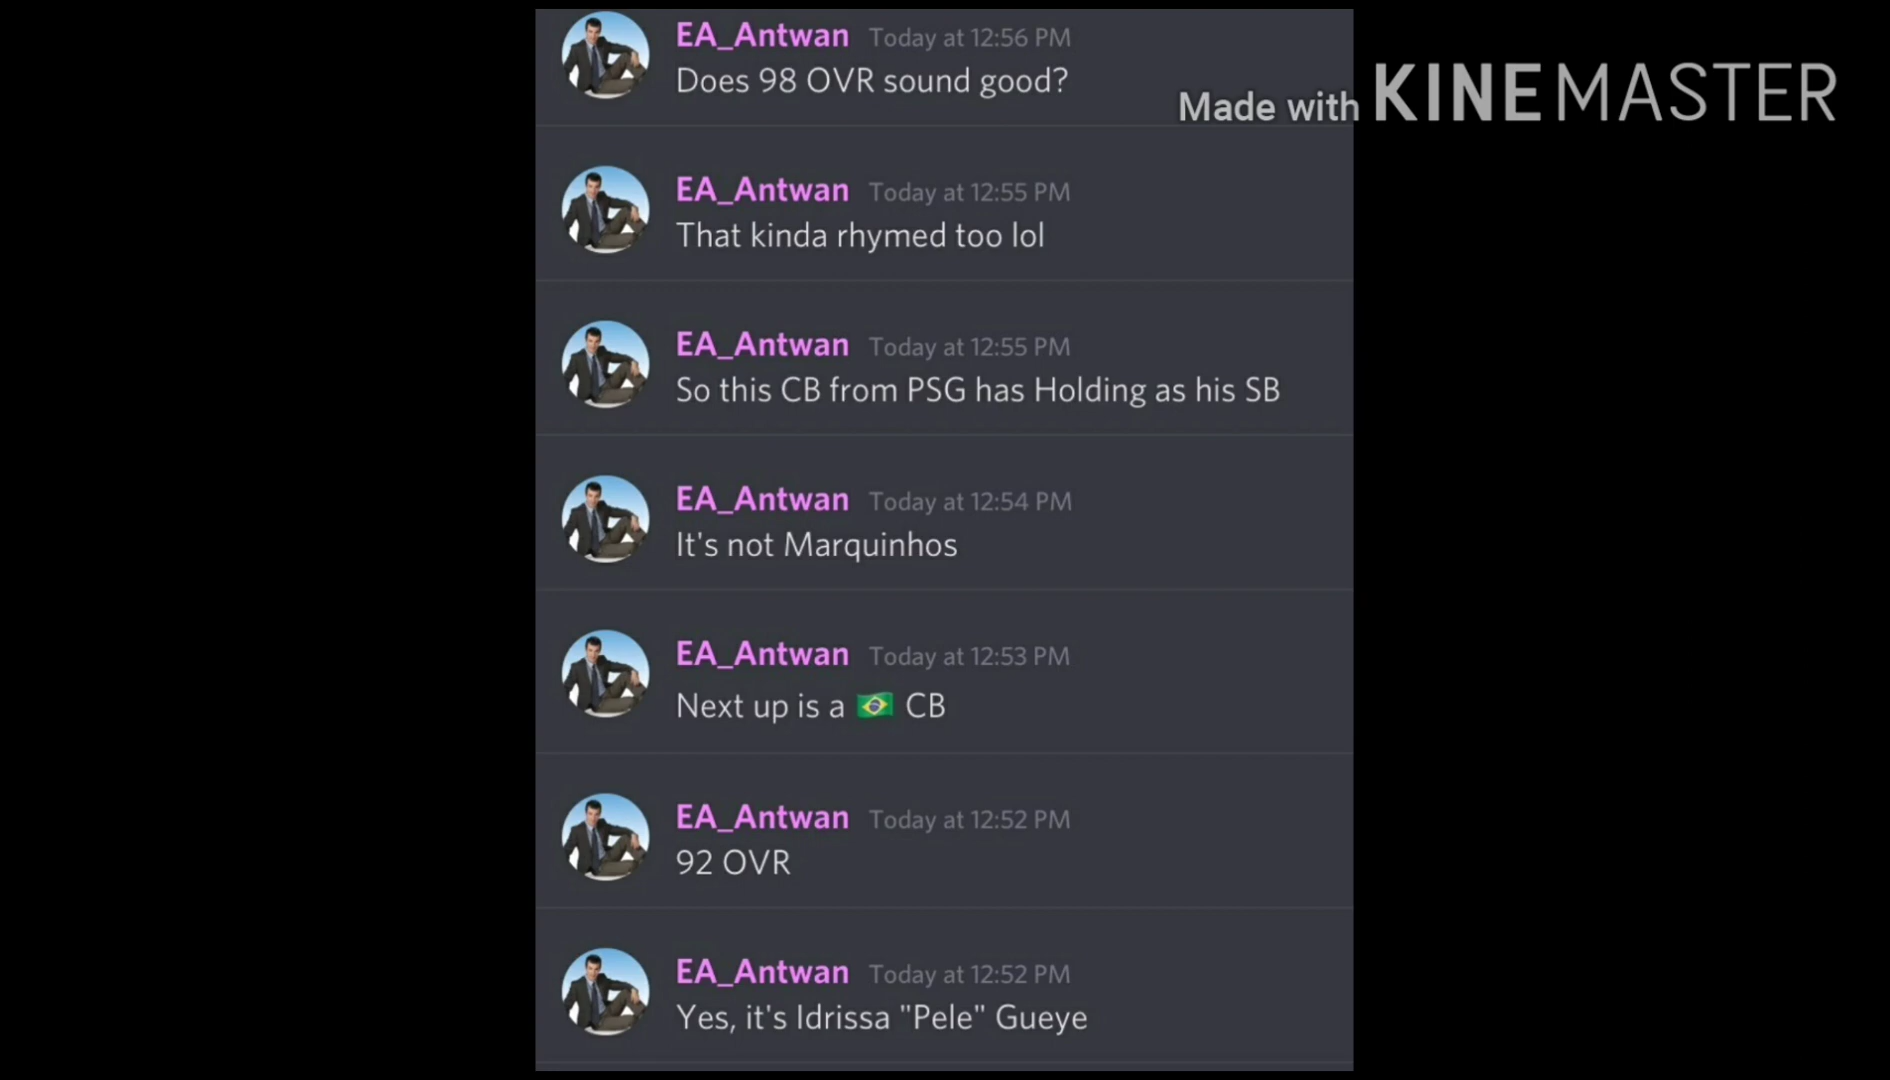 EA_Antwan Today at 12:56 PM
Does 98 OVR sound good?
Made with KINEMASTER
EA_Antwan Today at 12:55 PM
That kinda rhymed too lol
EA_Antwan Today at 12:55 PM
So this CB from PSG has Holding as his SB
EA_Antwan Today at 12:54 PM
It's not Marquinhos
EA_Antwan Today at 12:53 PM
Next up is a 🇧🇷 CB
EA_Antwan Today at 12:52 PM
92 OVR
EA_Antwan Today at 12:52 PM
Yes, it's Idrissa "Pele" Gueye